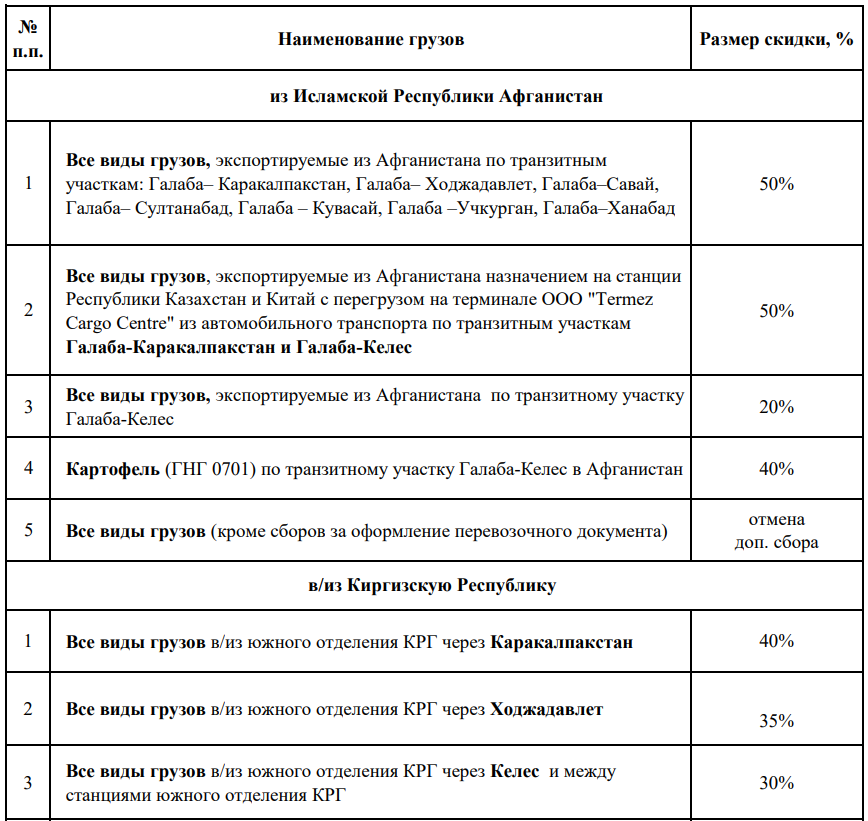 № п.п. Наименование грузов Размер скидки, %
из Исламской Республики Афганистан
1
Все виды грузов, экспортируемые из Афганистана по транзитным
участкам: Галаба– Каракалпакстан, Галаба– Ходжадавлет, Галаба–Савай,
Галаба– Султанабад, Галаба – Кувасай, Галаба –Учкурган, Галаба–Ханабад
50%
2
Все виды грузов, экспортируемые из Афганистана назначением на станции
Республики Казахстан и Китай с перегрузом на терминале ООО "Termez
Cargo Centre" из автомобильного транспорта по транзитным участкам
Галаба-Каракалпакстан и Галаба-Келес
50%
3
Все виды грузов, экспортируемые из Афганистана по транзитному участку
Галаба-Келес
20%
4 Картофель (ГНГ 0701) по транзитному участку Галаба-Келес в Афганистан 40%
5 Все виды грузов (кроме сборов за оформление перевозочного документа)
отмена
доп. сбора
в/из Киргизскую Республику
1 Все виды грузов в/из южного отделения КРГ через Каракалпакстан 40%
2 Все виды грузов в/из южного отделения КРГ через Ходжадавлет 35%
3
Все виды грузов в/из южного отделения КРГ через Келес и между
станциями южного отделения КРГ
30%